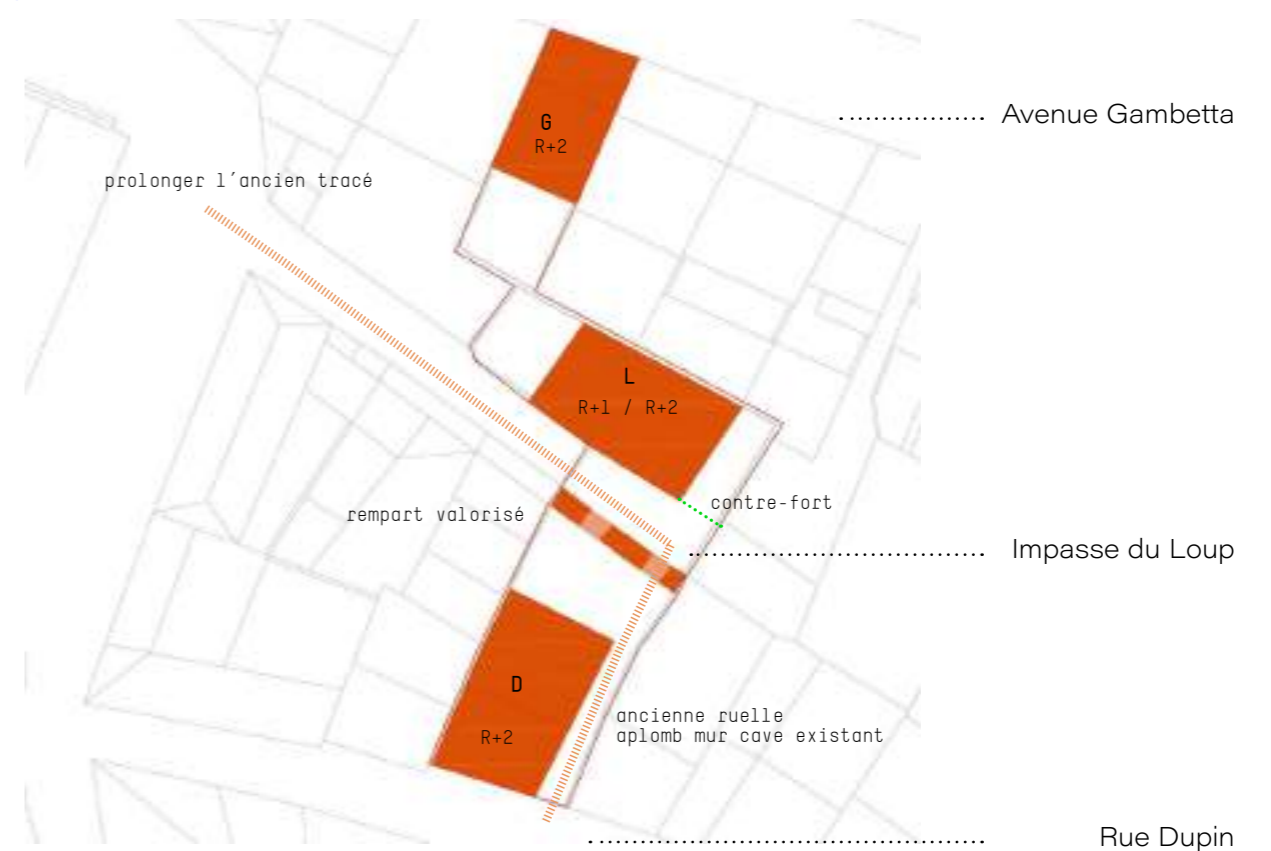 Avenue Gambetta
G
R+2
prolonger l'ancien tracé
L
R+1 / R+2
contre-fort
rempart valorisé
Impasse du Loup
D
R+2
ancienne ruelle
aplomb mur cave existant
Rue Dupin